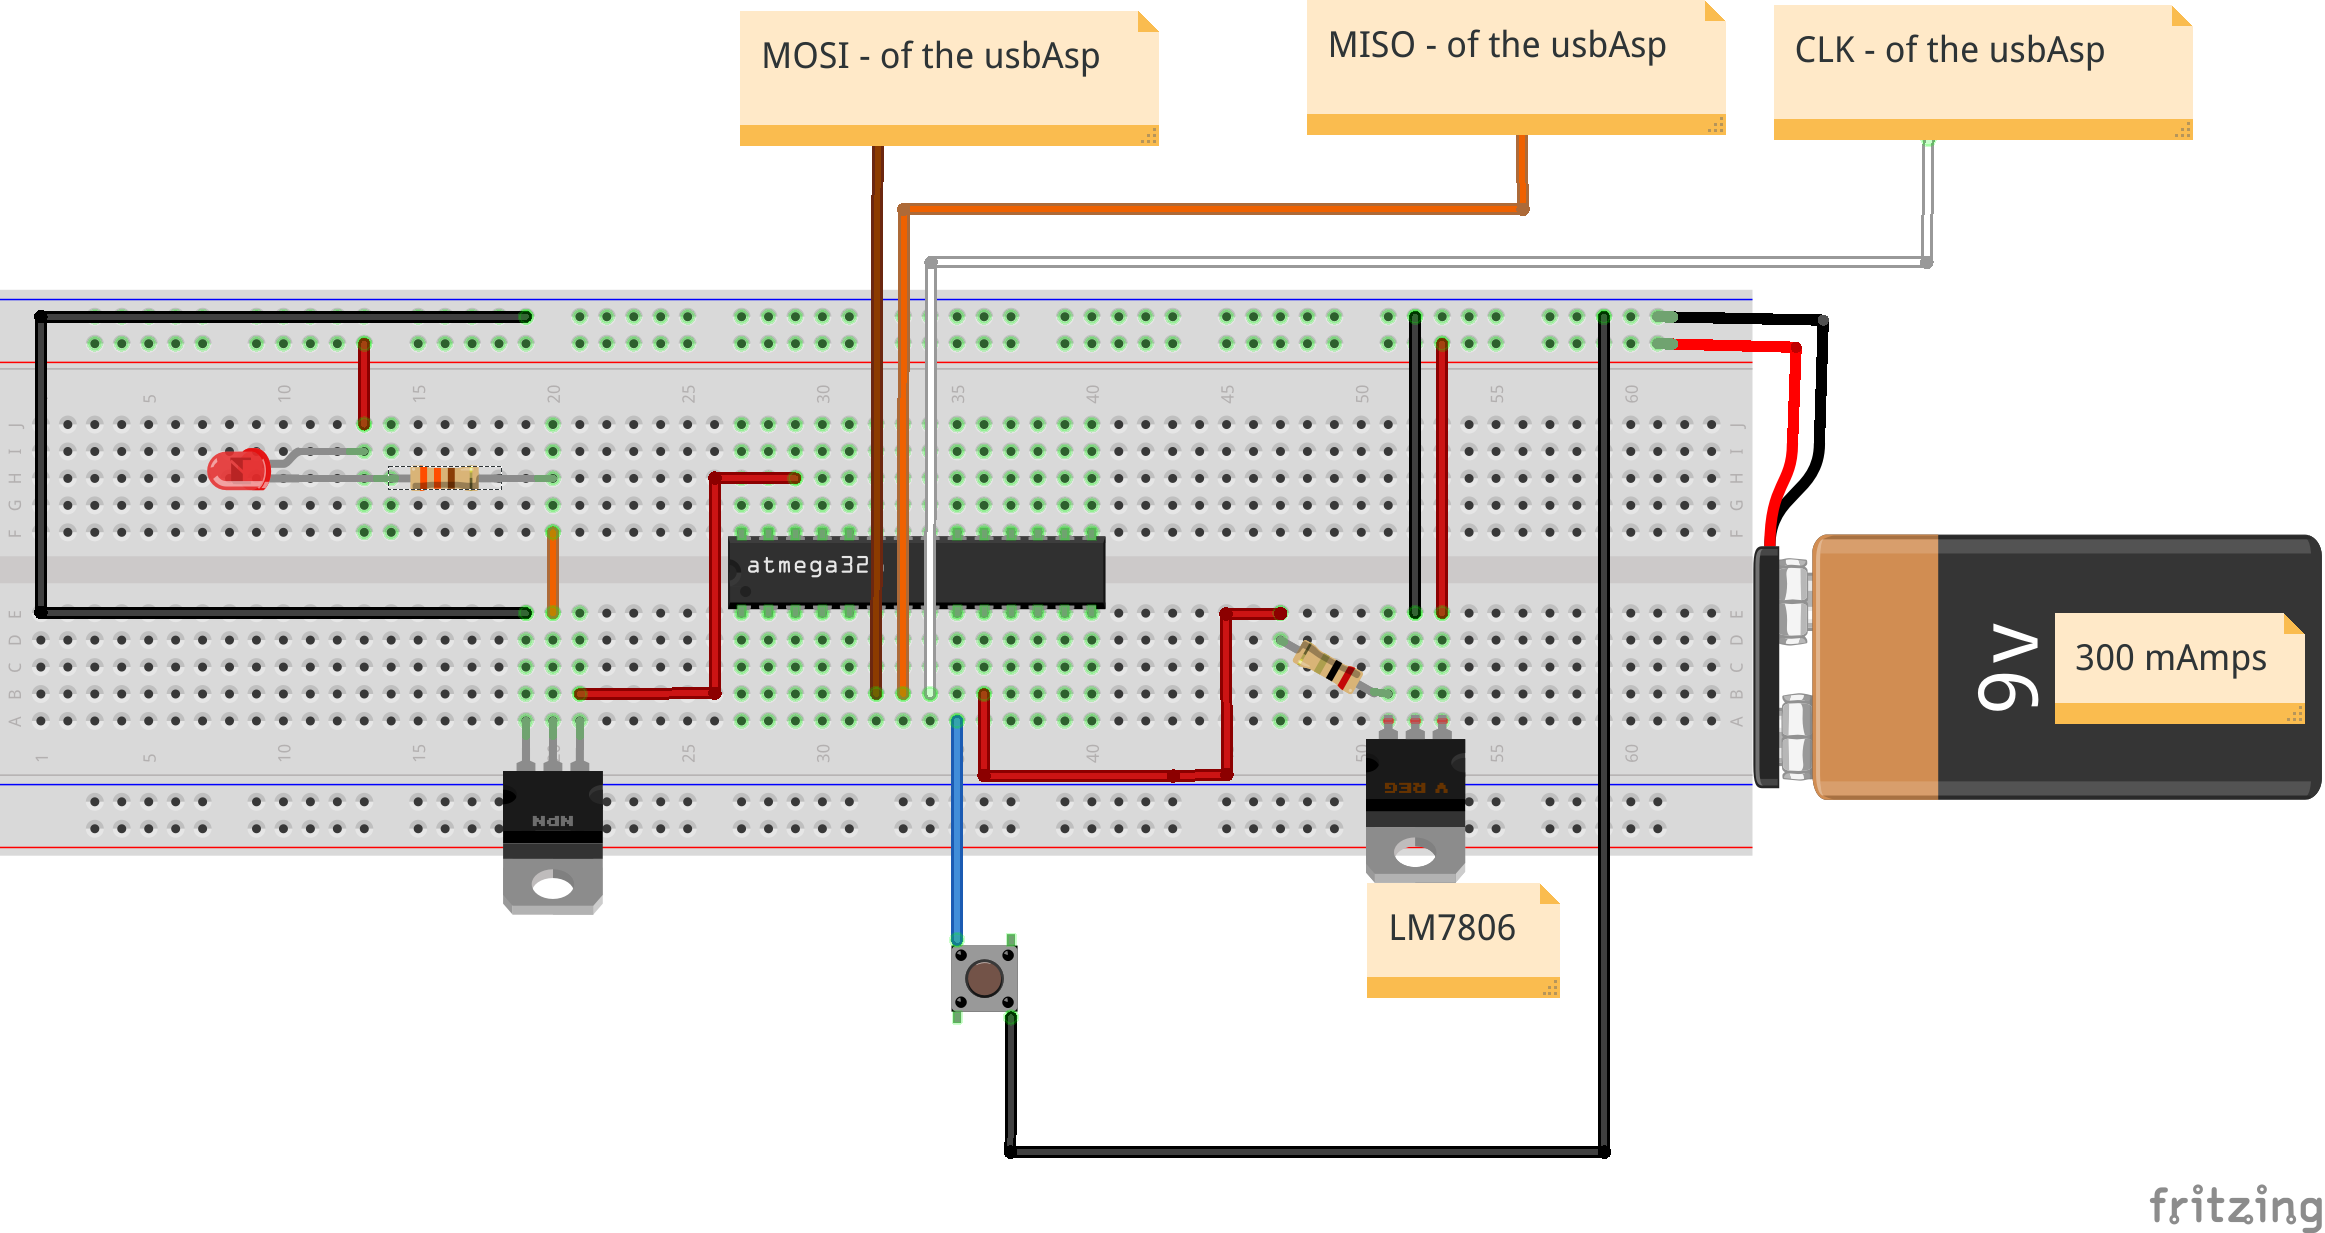 MOSI - of the usbAsp
MISO - of the usbAsp
CLK - of the usbAsp
5 10 15 20 25 30 35 40 45 50 55 60
J J
I I
H H
G G
F F
atmega32
E E
D D
C C
B B
A A
1 5 10 15 25 30 40 50 55 60
NPN
V REG
9v
300 mAmps
LM7806
fritzing